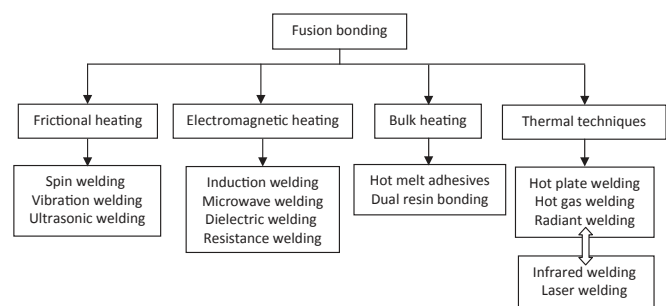 Fusion bonding
Frictional heating
Electromagnetic heating
Bulk heating
Thermal techniques
Spin welding
Vibration welding
Ultrasonic welding
Induction welding
Microwave welding
Dielectric welding
Resistance welding
Hot melt adhesives
Dual resin bonding
Hot plate welding
Hot gas welding
Radiant welding
Infrared welding
Laser welding